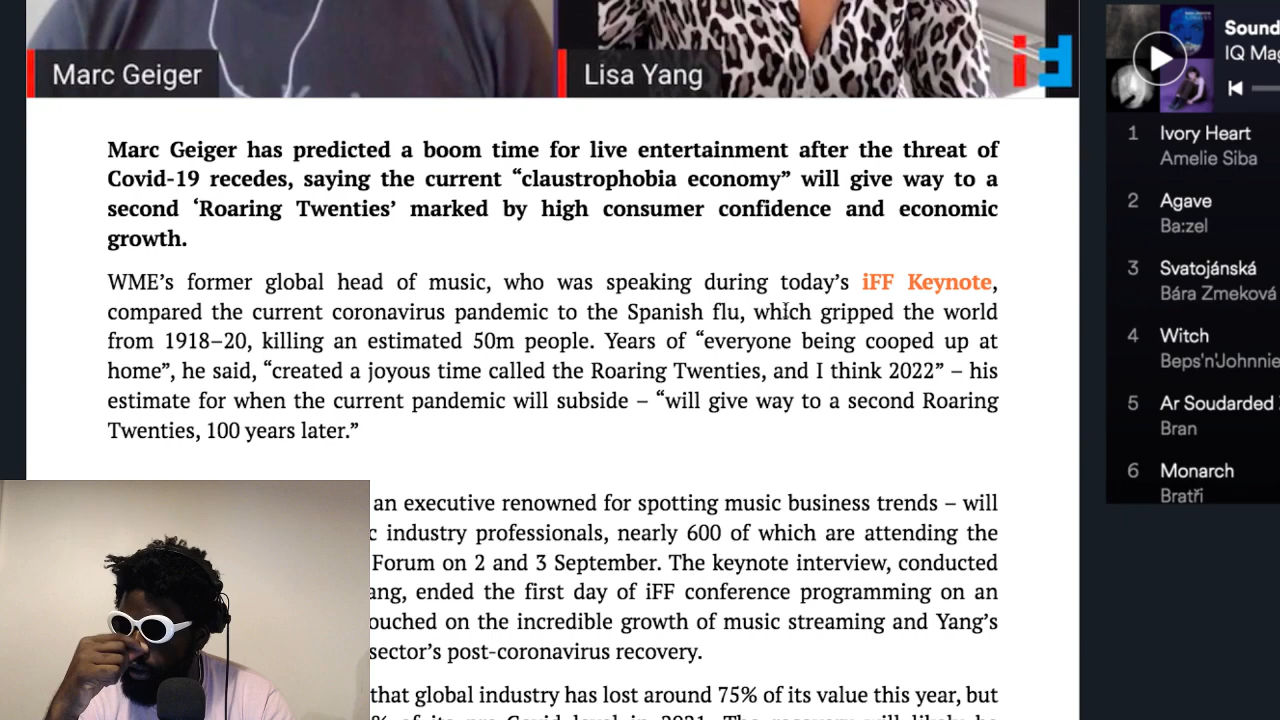 Marc Geiger
Lisa Yang
Marc Geiger has predicted a boom time for live entertainment after the threat of
Covid-19 recedes, saying the current “claustrophobia economy” will give way to a
second ‘Roaring Twenties’ marked by high consumer confidence and economic
growth.
WME’s former global head of music, who was speaking during today’s iFF Keynote,
compared the current coronavirus pandemic to the Spanish flu, which gripped the world
from 1918–20, killing an estimated 50m people. Years of “everyone being cooped up at
home”, he said, “created a joyous time called the Roaring Twenties, and I think 2022” – his
estimate for when the current pandemic will subside – “will give way to a second Roaring
Twenties, 100 years later.”
an executive renowned for spotting music business trends – will
c industry professionals, nearly 600 of which are attending the
Forum on 2 and 3 September. The keynote interview, conducted
ang, ended the first day of iFF conference programming on an
ouched on the incredible growth of music streaming and Yang’s
sector’s post-coronavirus recovery.
that global industry has lost around 75% of its value this year, but
Sound
IQ Mag
1 Ivory Heart
Amelie Siba
2 Agave
Ba:zel
3 Svatojánská
Bára Zmeková
4 Witch
Beps'n'Johnnie
5 Ar Soudarded
Bran
6 Monarch
Bratři